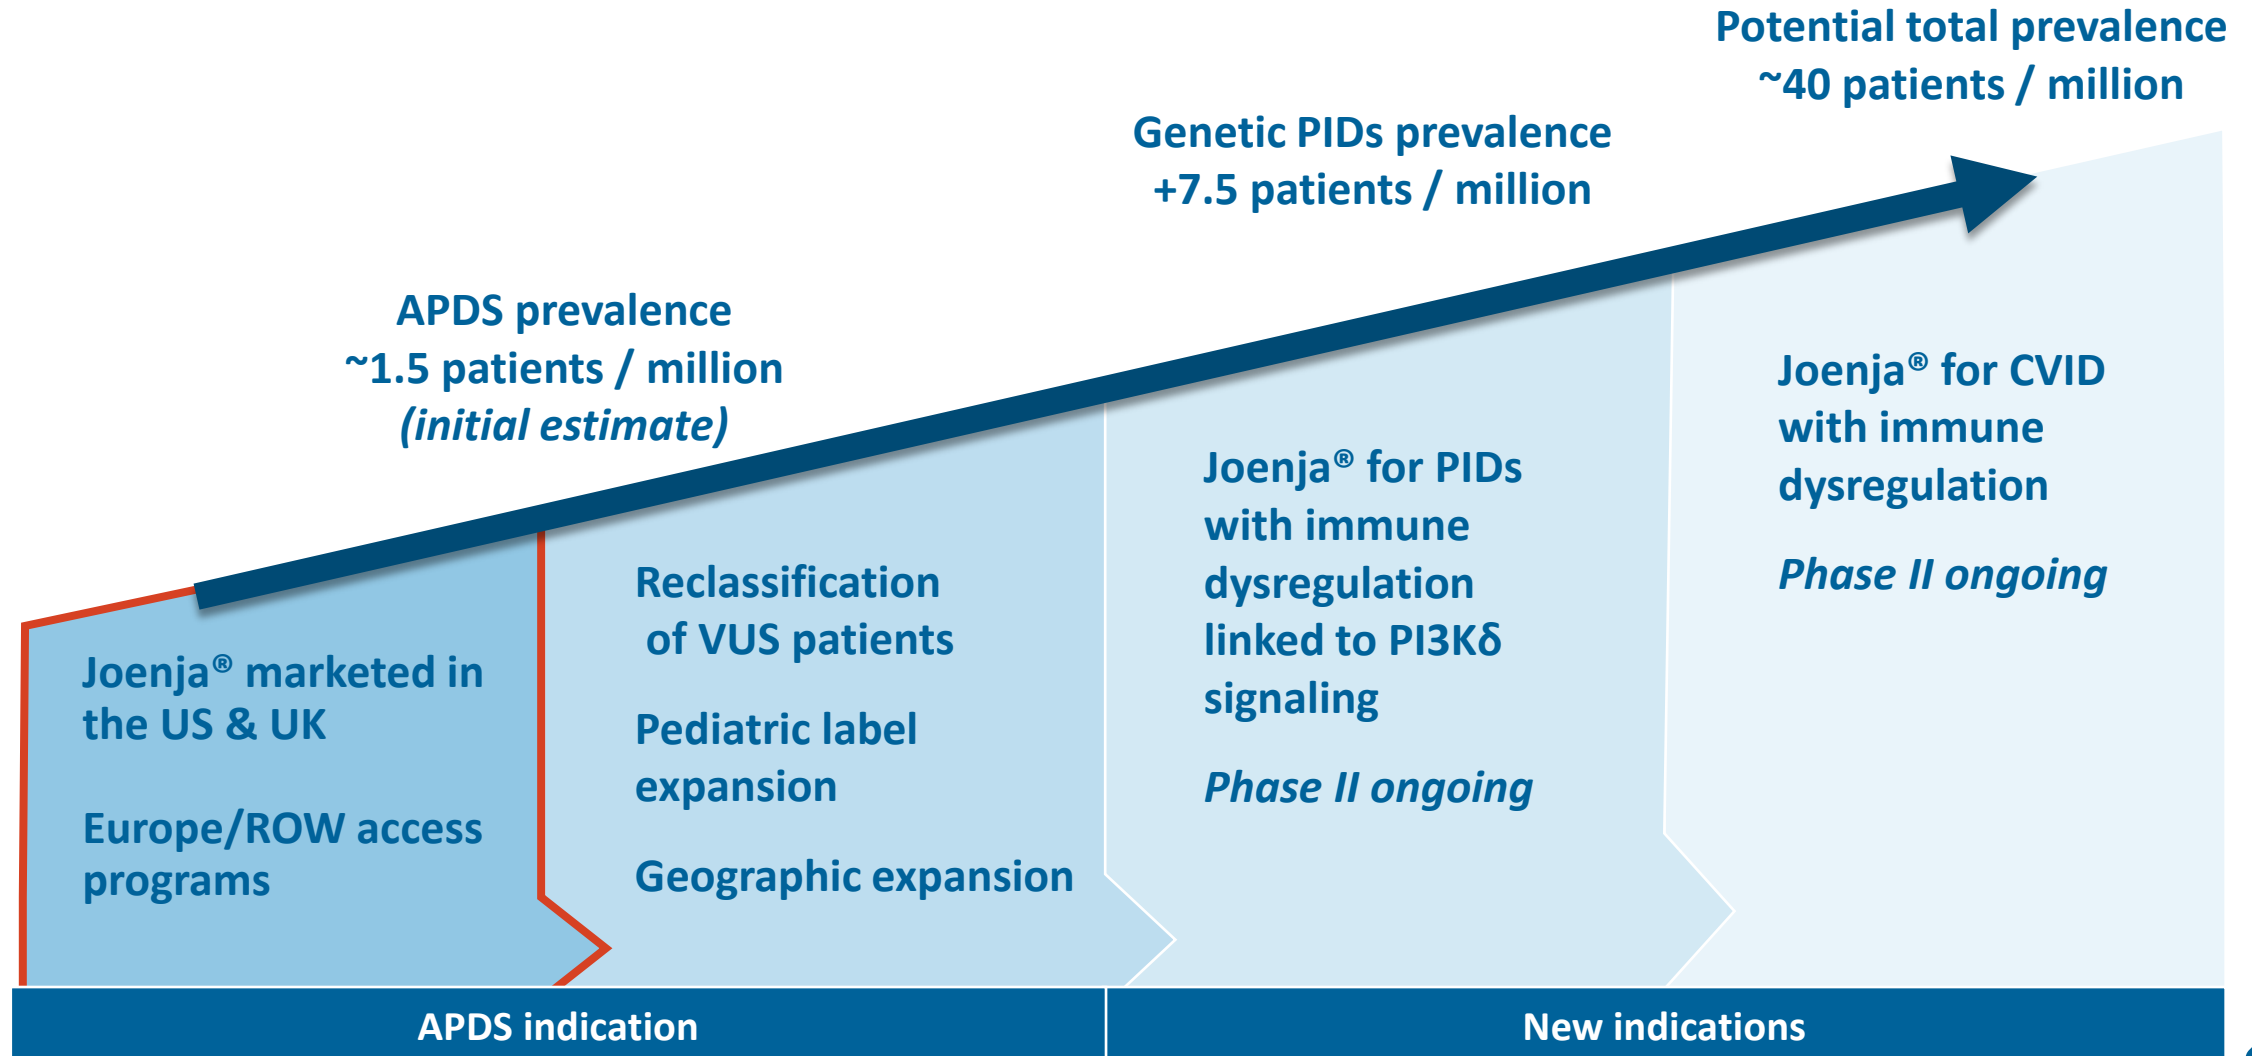 Potential total prevalence
~40 patients / million
Genetic PIDs prevalence
+7.5 patients / million
APDS prevalence
~1.5 patients / million
(initial estimate)
Joenja® marketed in
the US & UK
Europe/ROW access
programs
Reclassification
of VUS patients
Pediatric label
expansion
Geographic expansion
Joenja® for PIDs
with immune
dysregulation
linked to PI3Kδ
signaling
Phase II ongoing
Joenja® for CVID
with immune
dysregulation
Phase II ongoing
APDS indication
New indications